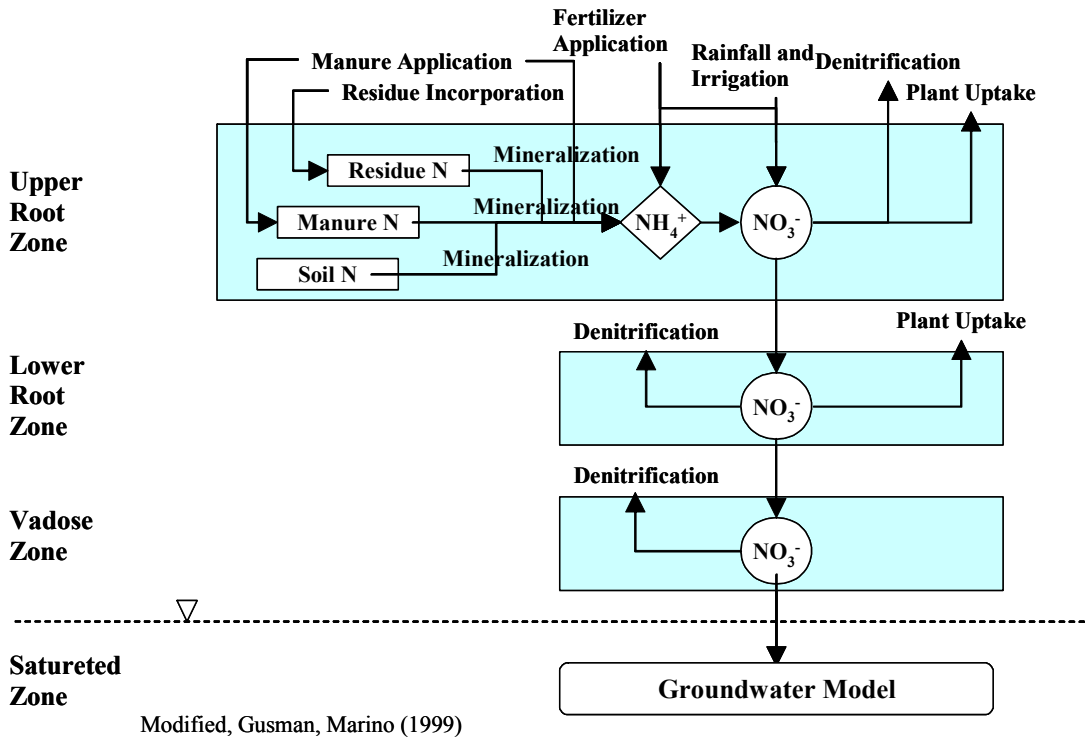 Fertilizer
Application
Manure Application
Rainfall and
Irrigation
Denitrification
Residue Incorporation
Plant Uptake
Upper
Root
Zone
Mineralization
Residue N
Mineralization
Manure N
NH₄⁺
NO₃⁻
Mineralization
Soil N
Lower
Root
Zone
Denitrification
Plant Uptake
NO₃⁻
Vadose
Zone
Denitrification
NO₃⁻
Satureted
Zone
Groundwater Model
Modified, Gusman, Marino (1999)